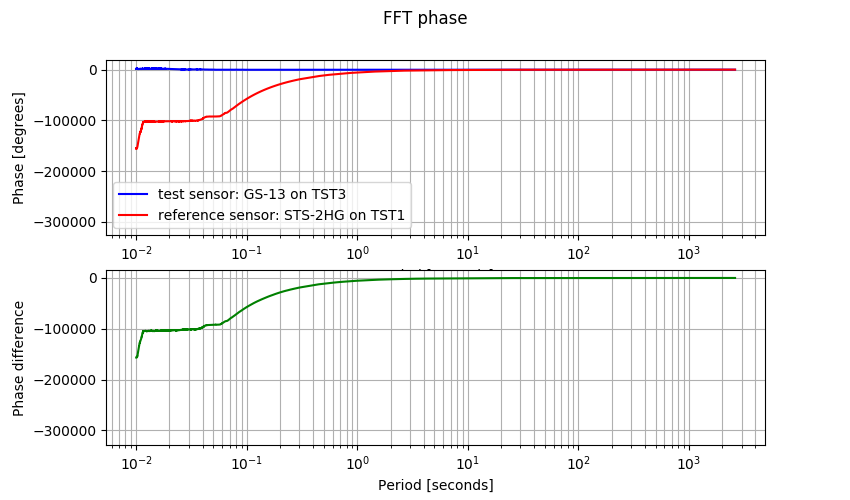 FFT phase
0
−100000
−200000
−300000
Phase [degrees]
test sensor: GS-13 on TST3
reference sensor: STS-2HG on TST1
10⁻² 10⁻¹ 10⁰ 10¹ 10² 10³
0
−100000
−200000
−300000
Phase difference
10⁻² 10⁻¹ 10⁰ 10¹ 10² 10³
Period [seconds]